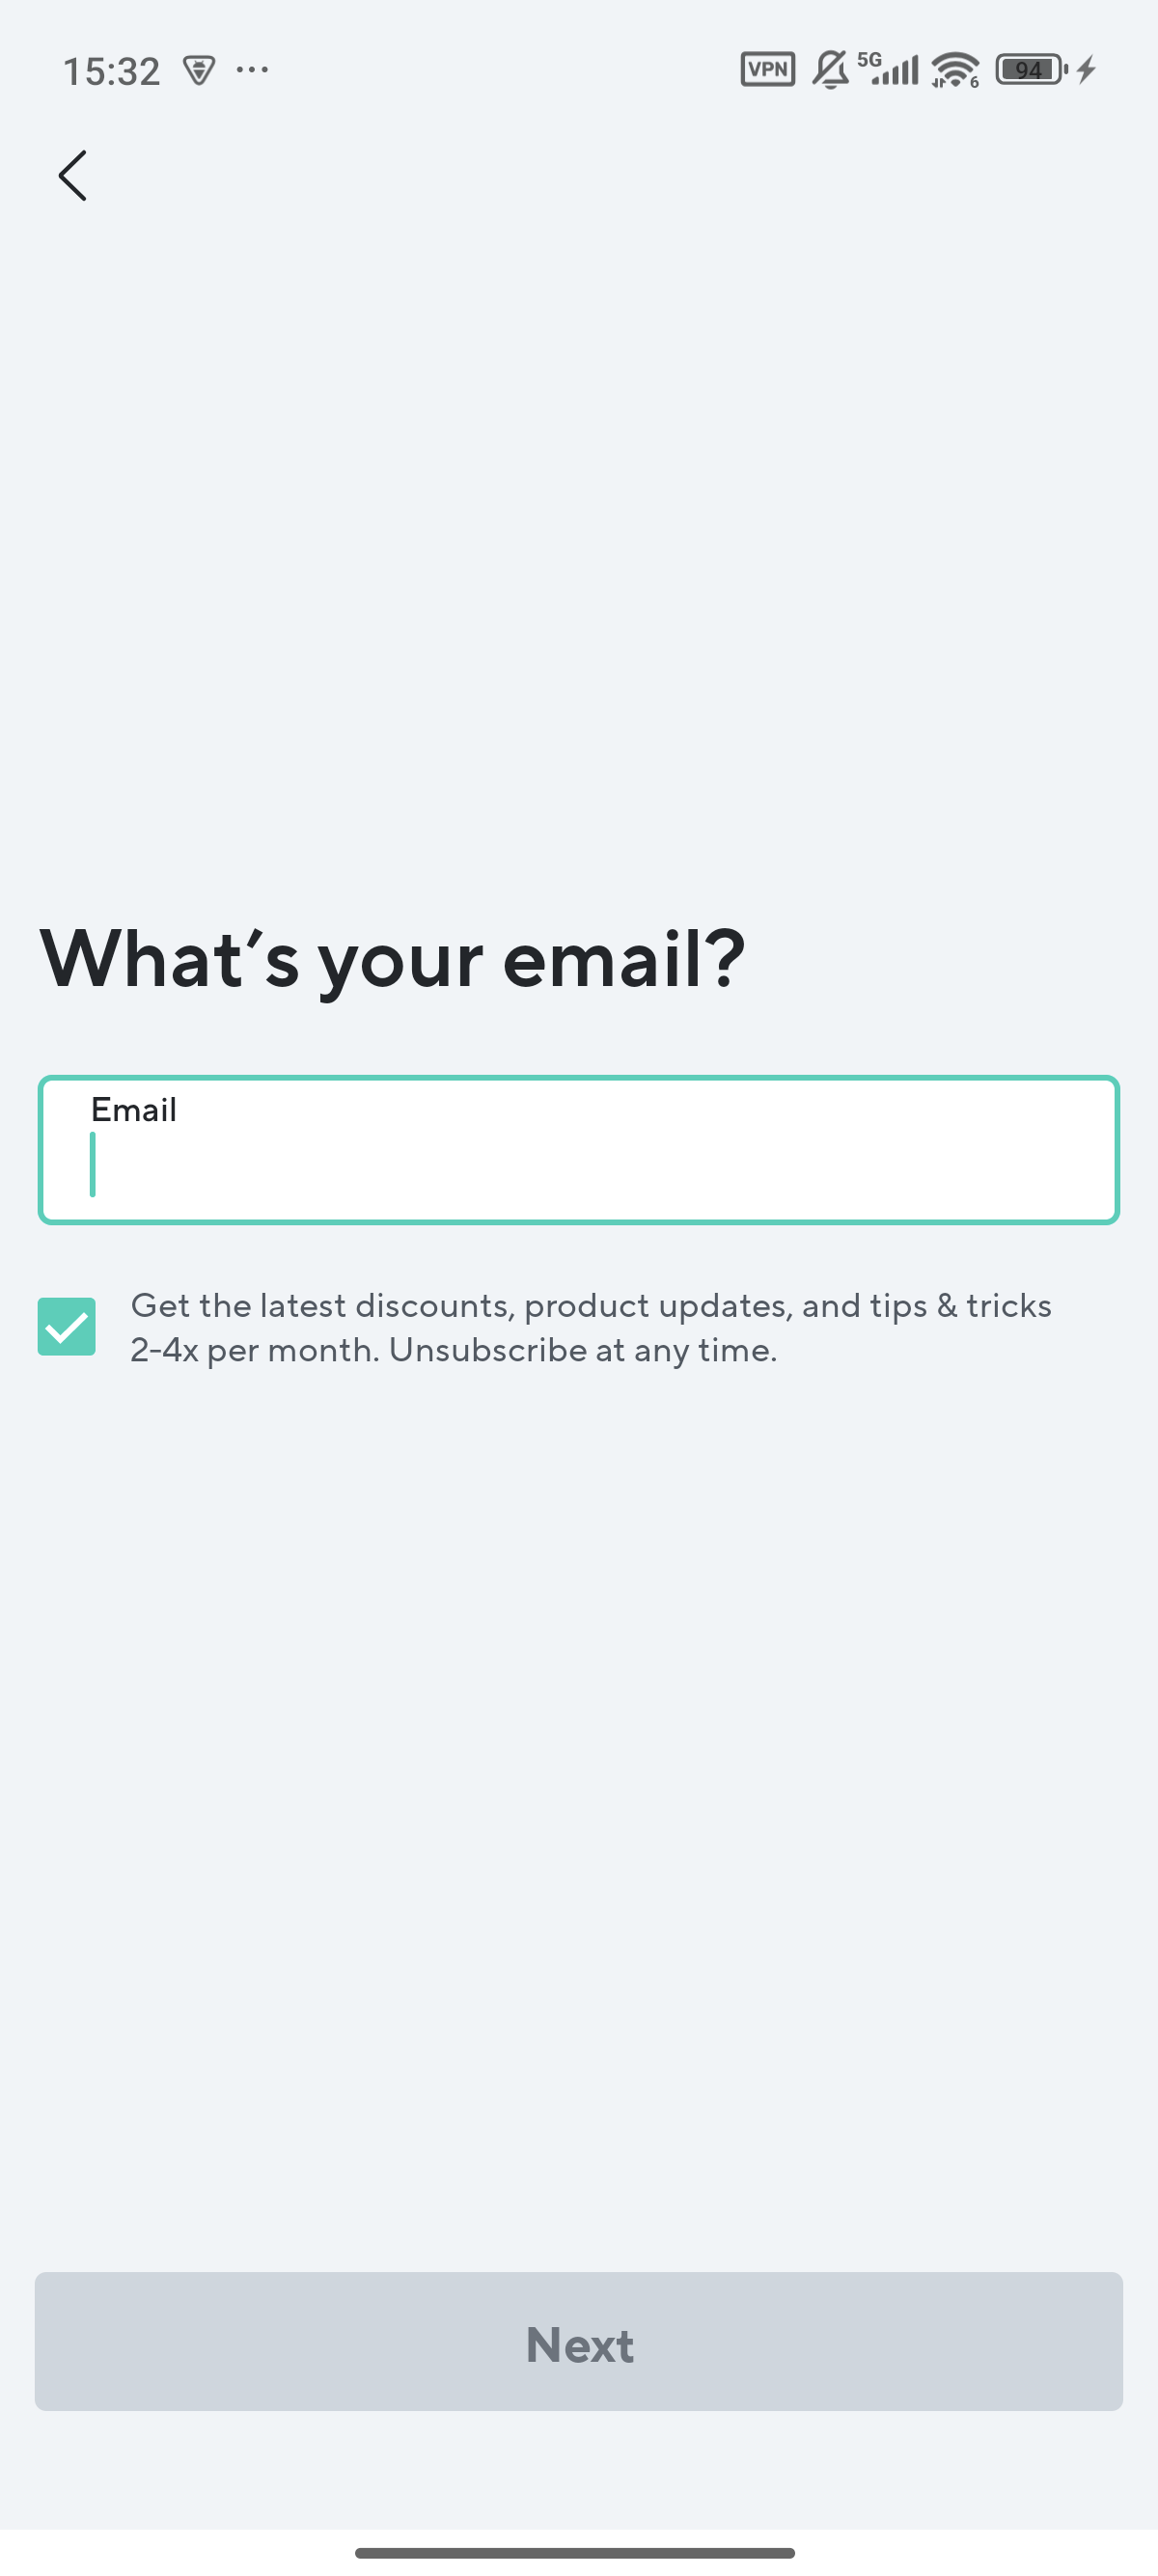 15:32
VPN 5G 6 94
What's your email?
Email
Get the latest discounts, product updates, and tips & tricks
2-4x per month. Unsubscribe at any time.
Next